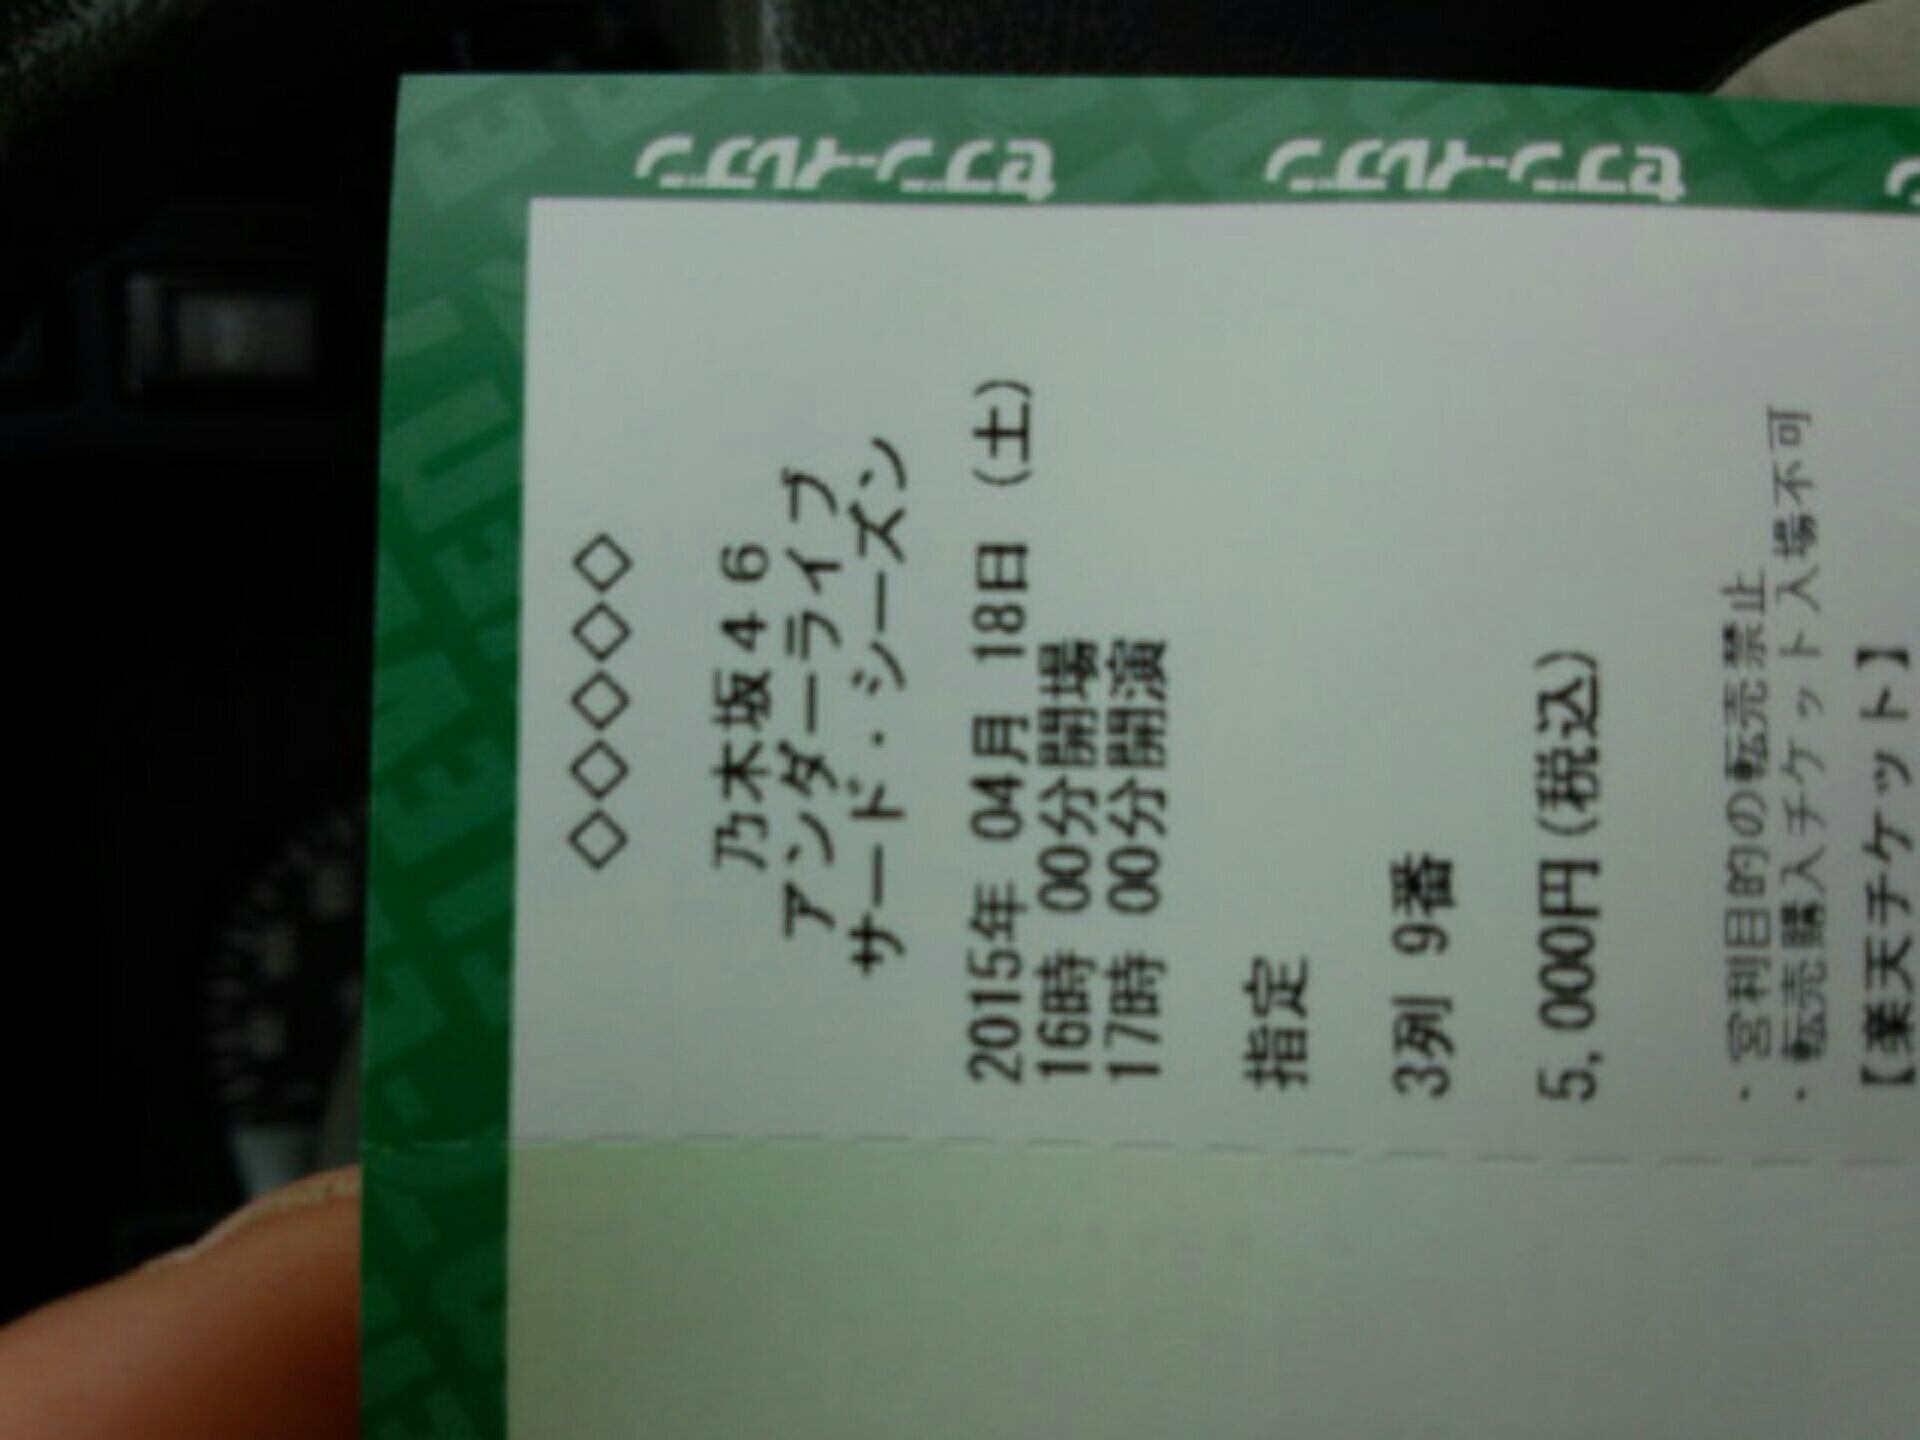 ◇◇◇◇◇
乃木坂46
アンダーライブ
サード・シーズン
2015年 04月 18日 (土)
16時 00分開場
17時 00分開演
指定
3列 9番
5,000円(税込)
・営利目的の転売禁止
・転売購入チケット入場不可
【楽天チケット】